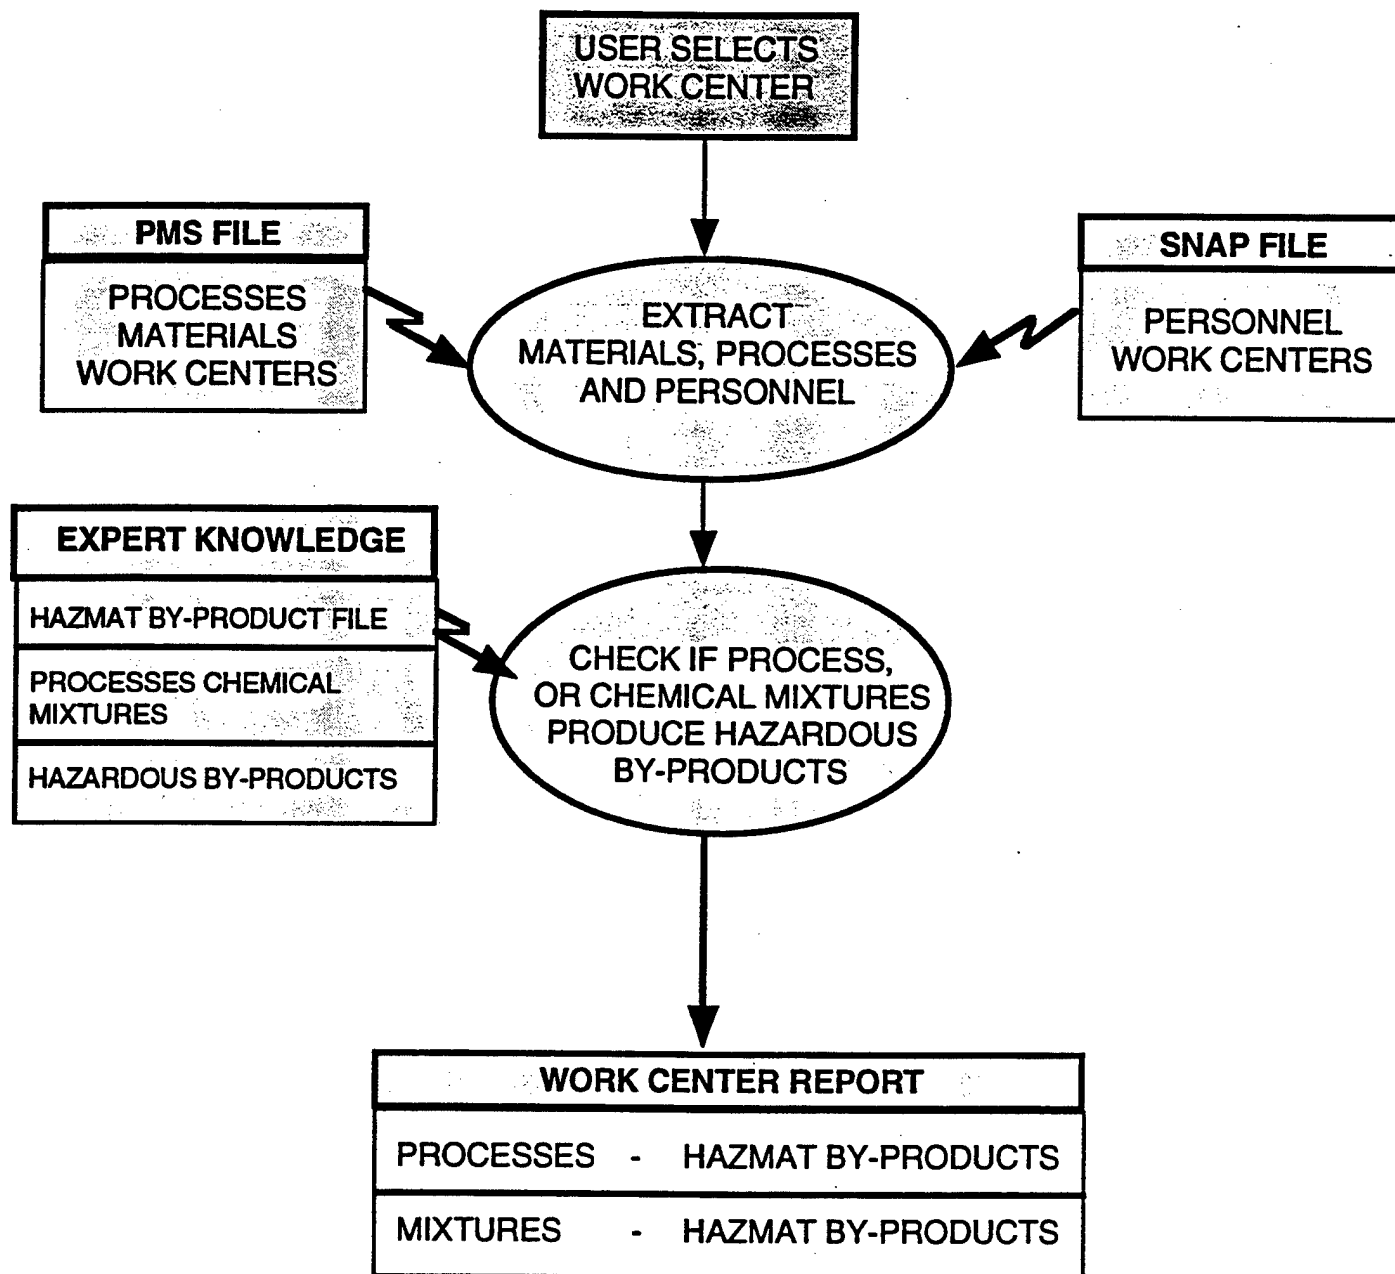 USER SELECTS
WORK CENTER
PMS FILE
PROCESSES
MATERIALS
WORK CENTERS
SNAP FILE
PERSONNEL
WORK CENTERS
EXTRACT
MATERIALS, PROCESSES
AND PERSONNEL
EXPERT KNOWLEDGE
HAZMAT BY-PRODUCT FILE
PROCESSES CHEMICAL
MIXTURES
HAZARDOUS BY-PRODUCTS
CHECK IF PROCESS,
OR CHEMICAL MIXTURES
PRODUCE HAZARDOUS
BY-PRODUCTS
WORK CENTER REPORT
PROCESSES - HAZMAT BY-PRODUCTS
MIXTURES - HAZMAT BY-PRODUCTS